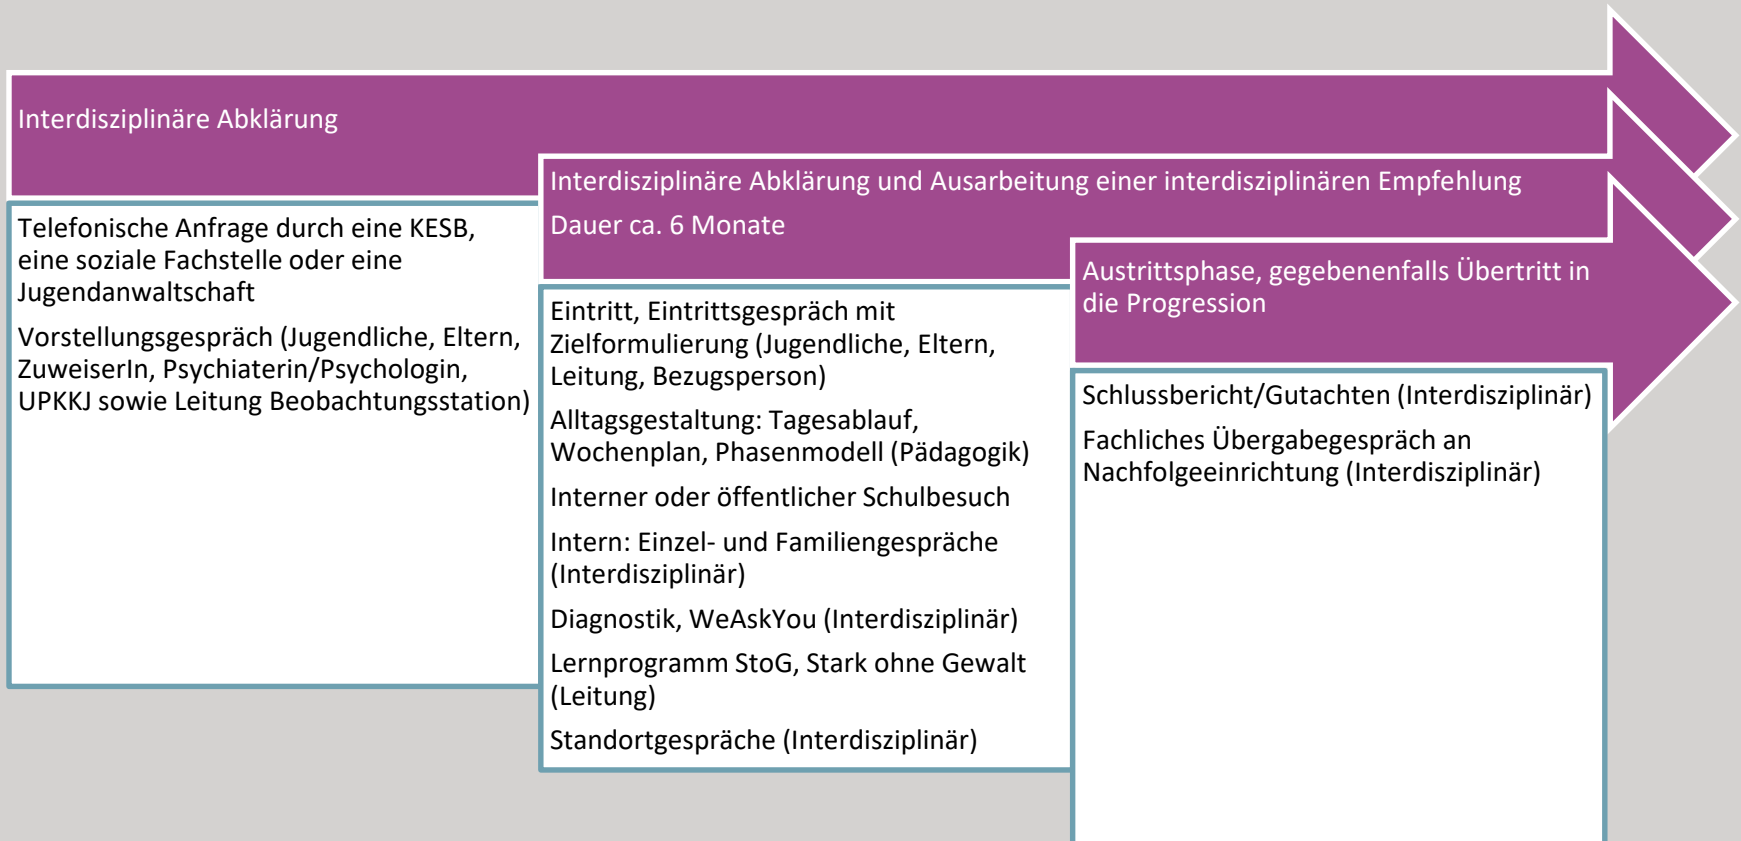 Interdisziplinäre Abklärung
Telefonische Anfrage durch eine KESB,
eine soziale Fachstelle oder eine
Jugendanwaltschaft
Vorstellungsgespräch (Jugendliche, Eltern,
ZuweiserIn, Psychiaterin/Psychologin,
UPKKJ sowie Leitung Beobachtungsstation)
Interdisziplinäre Abklärung und Ausarbeitung einer interdisziplinären Empfehlung
Dauer ca. 6 Monate
Eintritt, Eintrittsgespräch mit
Zielformulierung (Jugendliche, Eltern,
Leitung, Bezugsperson)
Alltagsgestaltung: Tagesablauf,
Wochenplan, Phasenmodell (Pädagogik)
Interner oder öffentlicher Schulbesuch
Intern: Einzel- und Familiengespräche
(Interdisziplinär)
Diagnostik, WeAskYou (Interdisziplinär)
Lernprogramm StoG, Stark ohne Gewalt
(Leitung)
Standortgespräche (Interdisziplinär)
Austrittsphase, gegebenenfalls Übertritt in
die Progression
Schlussbericht/Gutachten (Interdisziplinär)
Fachliches Übergabegespräch an
Nachfolgeeinrichtung (Interdisziplinär)